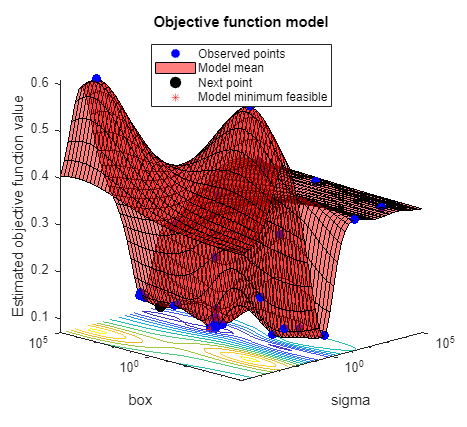 Objective function model
Observed points
Model mean
Next point
Model minimum feasible
Estimated objective function value
0.6
0.5
0.4
0.3
0.2
0.1
10^5
10^0
box
10^0
10^5
sigma